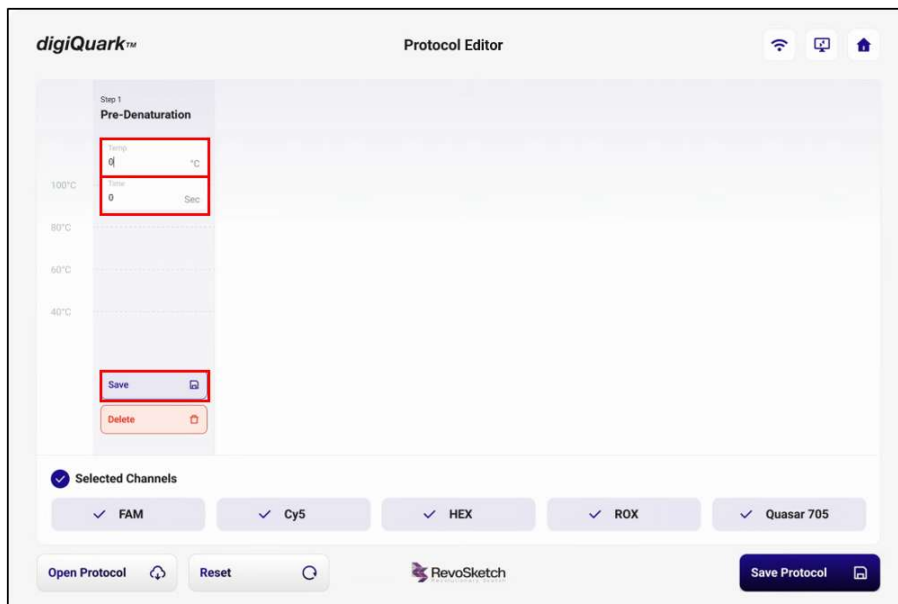 digiQuark™
Protocol Editor
Step 1
Pre-Denaturation
Temp
0
°C
100°C
Time
0
Sec
80°C
60°C
40°C
Save
Delete
Selected Channels
FAM
Cy5
HEX
ROX
Quasar 705
Open Protocol
Reset
RevoSketch
Save Protocol